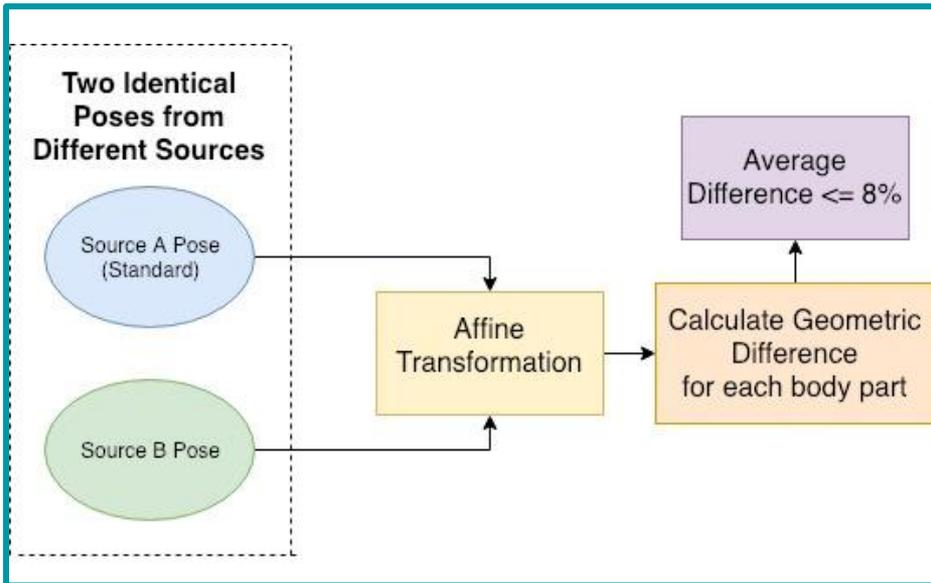 Two Identical
Poses from
Different Sources
Source A Pose
(Standard)
Source B Pose
Affine
Transformation
Calculate Geometric
Difference
for each body part
Average
Difference <= 8%